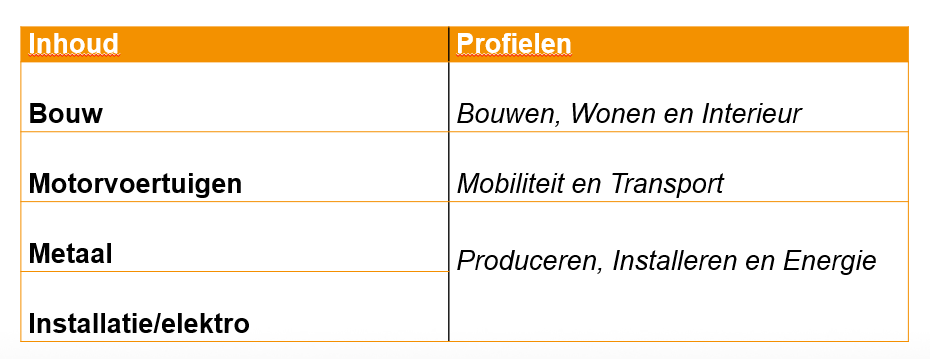 Inhoud Profielen
Bouw Bouwen, Wonen en Interieur
Motorvoertuigen Mobiliteit en Transport
Metaal
Produceren, Installeren en Energie
Installatie/elektro